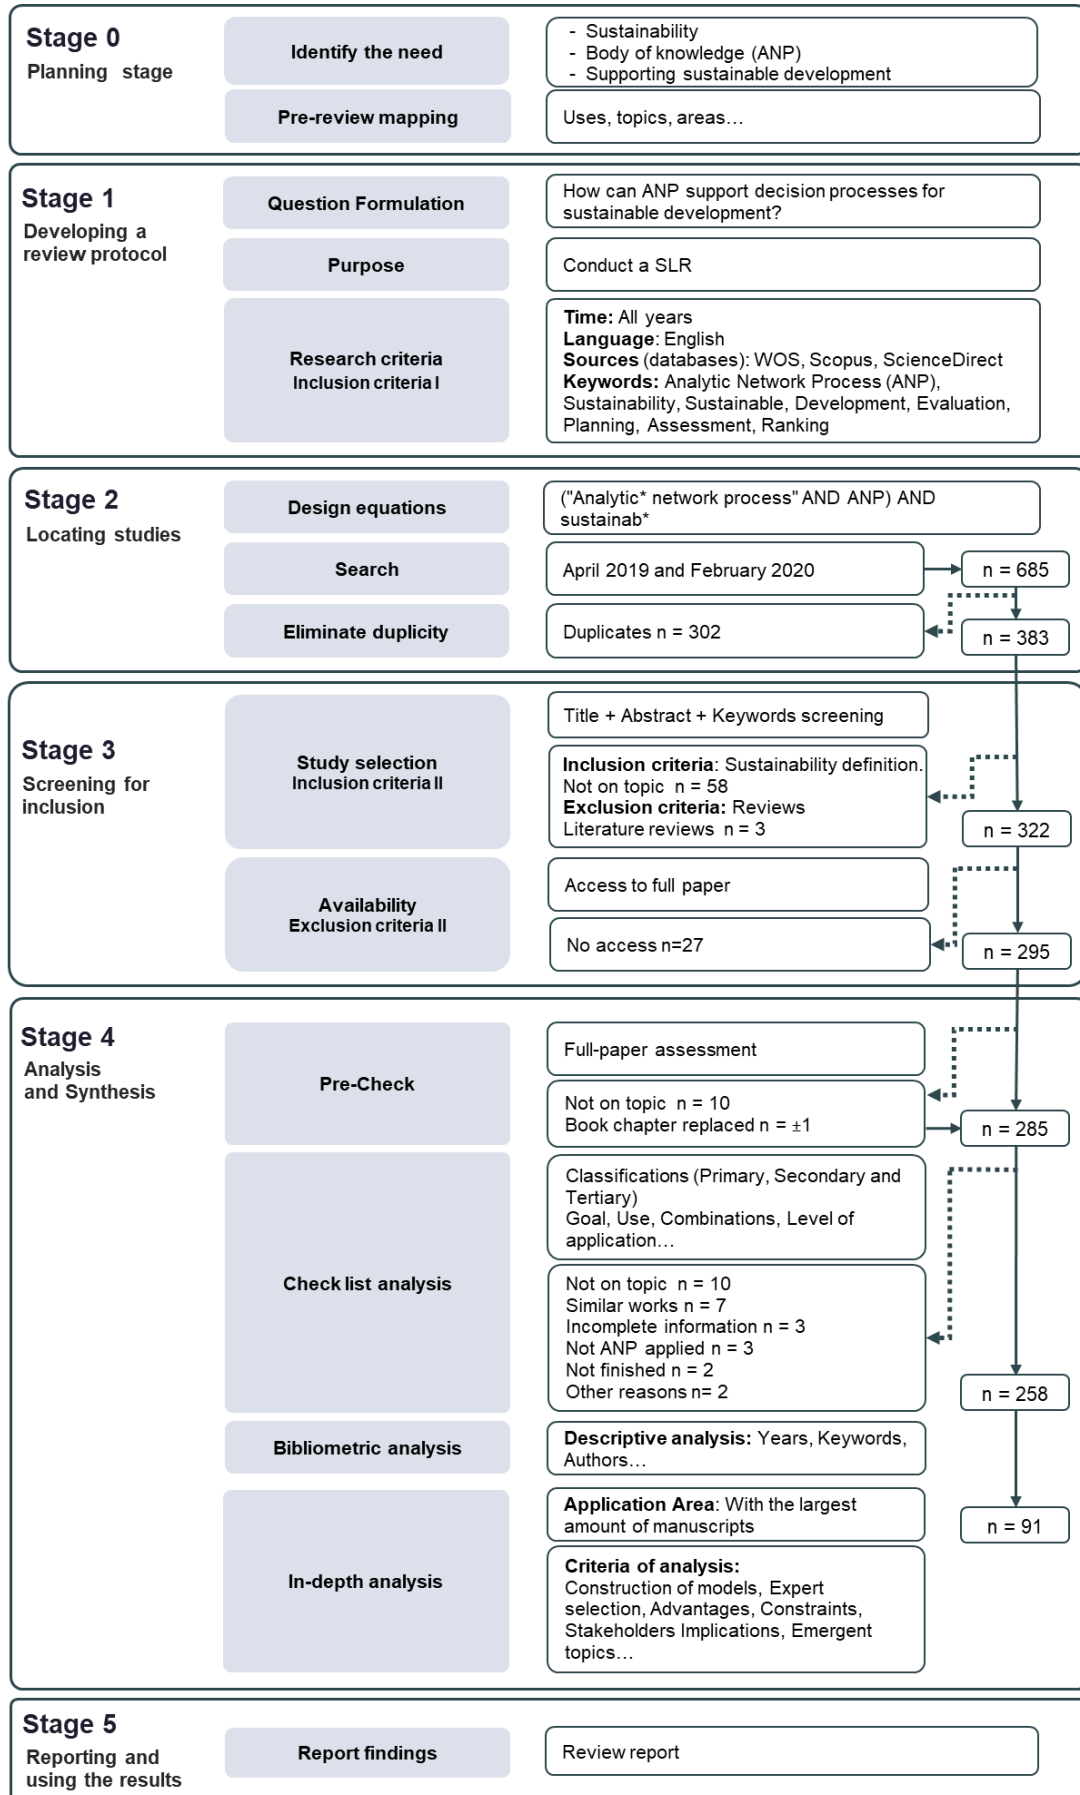 Stage 0
Planning stage
Identify the need
- Sustainability
- Body of knowledge (ANP)
- Supporting sustainable development
Pre-review mapping
Uses, topics, areas...
Stage 1
Developing a
review protocol
Question Formulation
How can ANP support decision processes for
sustainable development?
Purpose
Conduct a SLR
Research criteria
Inclusion criteria I
Time: All years
Language: English
Sources (databases): WOS, Scopus, ScienceDirect
Keywords: Analytic Network Process (ANP),
Sustainability, Sustainable, Development, Evaluation,
Planning, Assessment, Ranking
Stage 2
Locating studies
Design equations
("Analytic* network process" AND ANP) AND
sustainab*
Search
April 2019 and February 2020
n = 685
Eliminate duplicity
Duplicates n = 302
n = 383
Stage 3
Screening for
inclusion
Study selection
Inclusion criteria II
Title + Abstract + Keywords screening
Inclusion criteria: Sustainability definition.
Not on topic n = 58
Exclusion criteria: Reviews
Literature reviews n = 3
n = 322
Availability
Exclusion criteria II
Access to full paper
No access n=27
n = 295
Stage 4
Analysis
and Synthesis
Pre-Check
Full-paper assessment
Not on topic n = 10
Book chapter replaced n = ±1
n = 285
Check list analysis
Classifications (Primary, Secondary and
Tertiary)
Goal, Use, Combinations, Level of
application...
Not on topic n = 10
Similar works n = 7
Incomplete information n = 3
Not ANP applied n = 3
Not finished n = 2
Other reasons n= 2
n = 258
Bibliometric analysis
Descriptive analysis: Years, Keywords,
Authors...
In-depth analysis
Application Area: With the largest
amount of manuscripts
n = 91
Criteria of analysis:
Construction of models, Expert
selection, Advantages, Constraints,
Stakeholders Implications, Emergent
topics...
Stage 5
Reporting and
using the results
Report findings
Review report